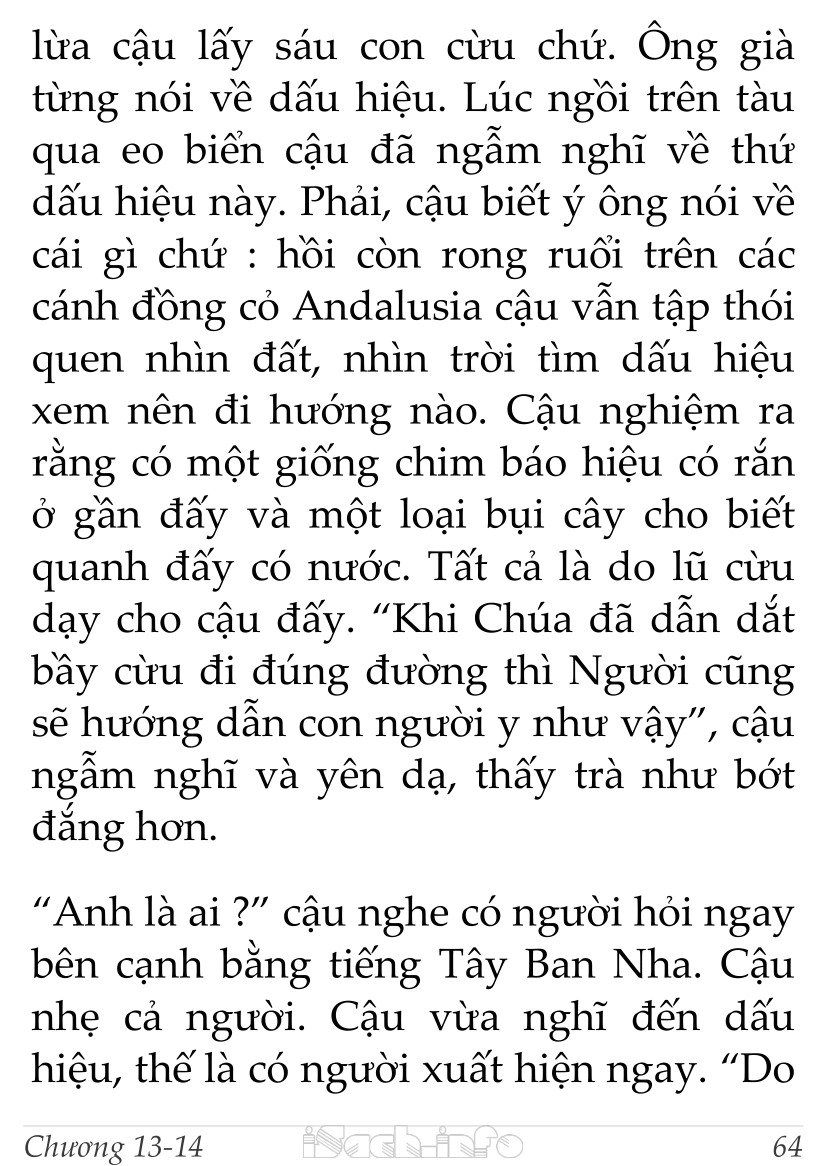 lừa cậu lấy sáu con cừu chứ. Ông già
từng nói về dấu hiệu. Lúc ngồi trên tàu
qua eo biển cậu đã ngẫm nghĩ về thứ
dấu hiệu này. Phải, cậu biết ý ông nói về
cái gì chứ : hồi còn rong ruổi trên các
cánh đồng cỏ Andalusia cậu vẫn tập thói
quen nhìn đất, nhìn trời tìm dấu hiệu
xem nên đi hướng nào. Cậu nghiệm ra
rằng có một giống chim báo hiệu có rắn
ở gần đấy và một loại bụi cây cho biết
quanh đấy có nước. Tất cả là do lũ cừu
dạy cho cậu đấy. “Khi Chúa đã dẫn dắt
bầy cừu đi đúng đường thì Người cũng
sẽ hướng dẫn con người y như vậy”, cậu
ngẫm nghĩ và yên dạ, thấy trà như bớt
đắng hơn.
“Anh là ai ?” cậu nghe có người hỏi ngay
bên cạnh bằng tiếng Tây Ban Nha. Cậu
nhẹ cả người. Cậu vừa nghĩ đến dấu
hiệu, thế là có người xuất hiện ngay. “Do
Chương 13-14 iSach.info 64